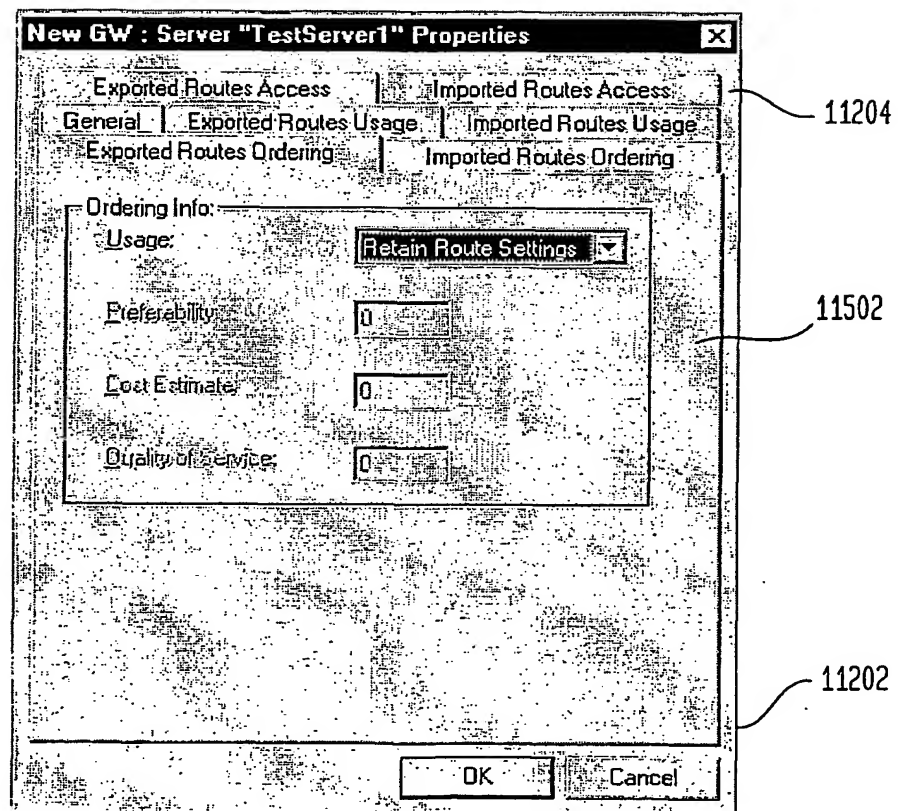 New GW : Server "TestServer1" Properties
Exported Routes Access
Imported Routes Access
11204
General
Exported Routes Usage
Imported Routes Usage
Exported Routes Ordering
Imported Routes Ordering
Ordering Info:
Usage:
Retain Route Settings
Preferability:
0
11502
Cost Estimate:
0
Quality of Service:
0
11202
OK
Cancel